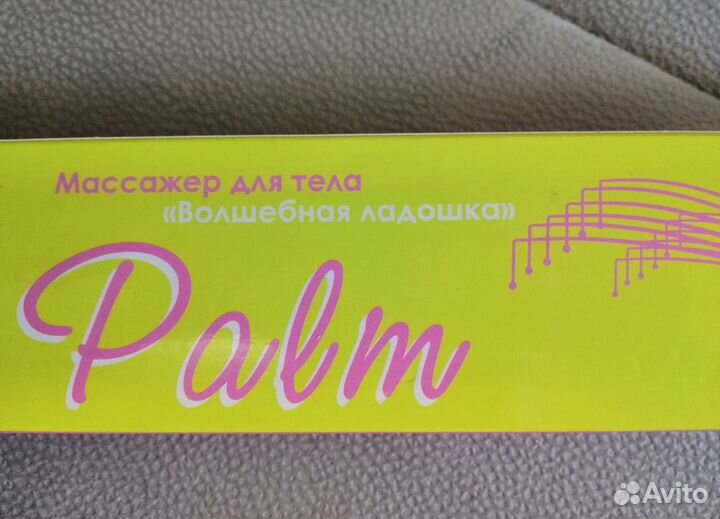 Массажер для тела
«Волшебная ладошка»
Palm
Avito